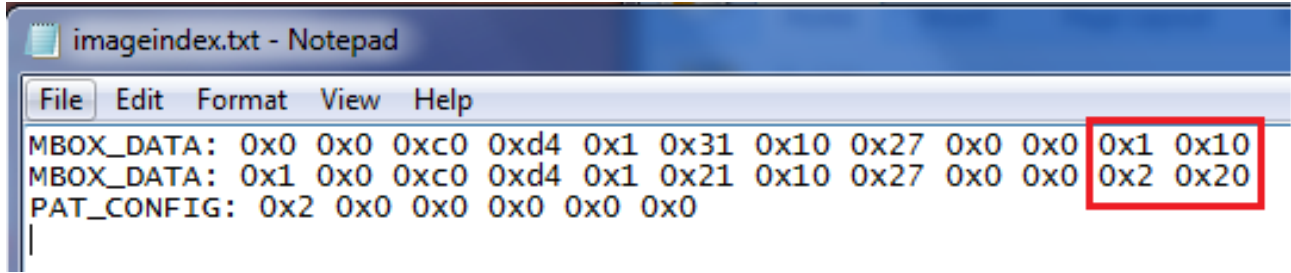 imageindex.txt - Notepad
File Edit Format View Help
MBOX_DATA: 0x0 0x0 0xc0 0xd4 0x1 0x31 0x10 0x27 0x0 0x0 0x1 0x10
MBOX_DATA: 0x1 0x0 0xc0 0xd4 0x1 0x21 0x10 0x27 0x0 0x0 0x2 0x20
PAT_CONFIG: 0x2 0x0 0x0 0x0 0x0 0x0